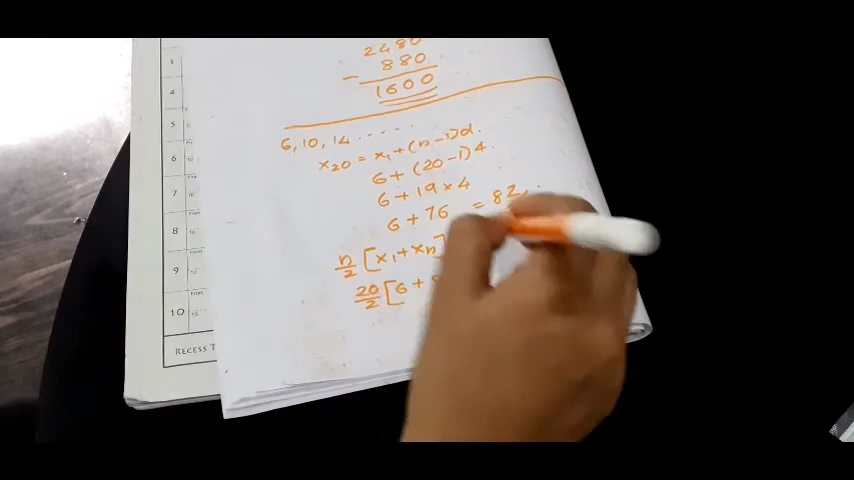 2480
- 880
1600
6, 10, 14 . . . . .
x20 = x1 + (n-1)d.
6 + (20-1)4.
6 + 19 x 4
6 + 76 = 82
n/2 [x1 + xn]
20/2 [6 +
3
4
5
6
7
8
9
10
RECESS